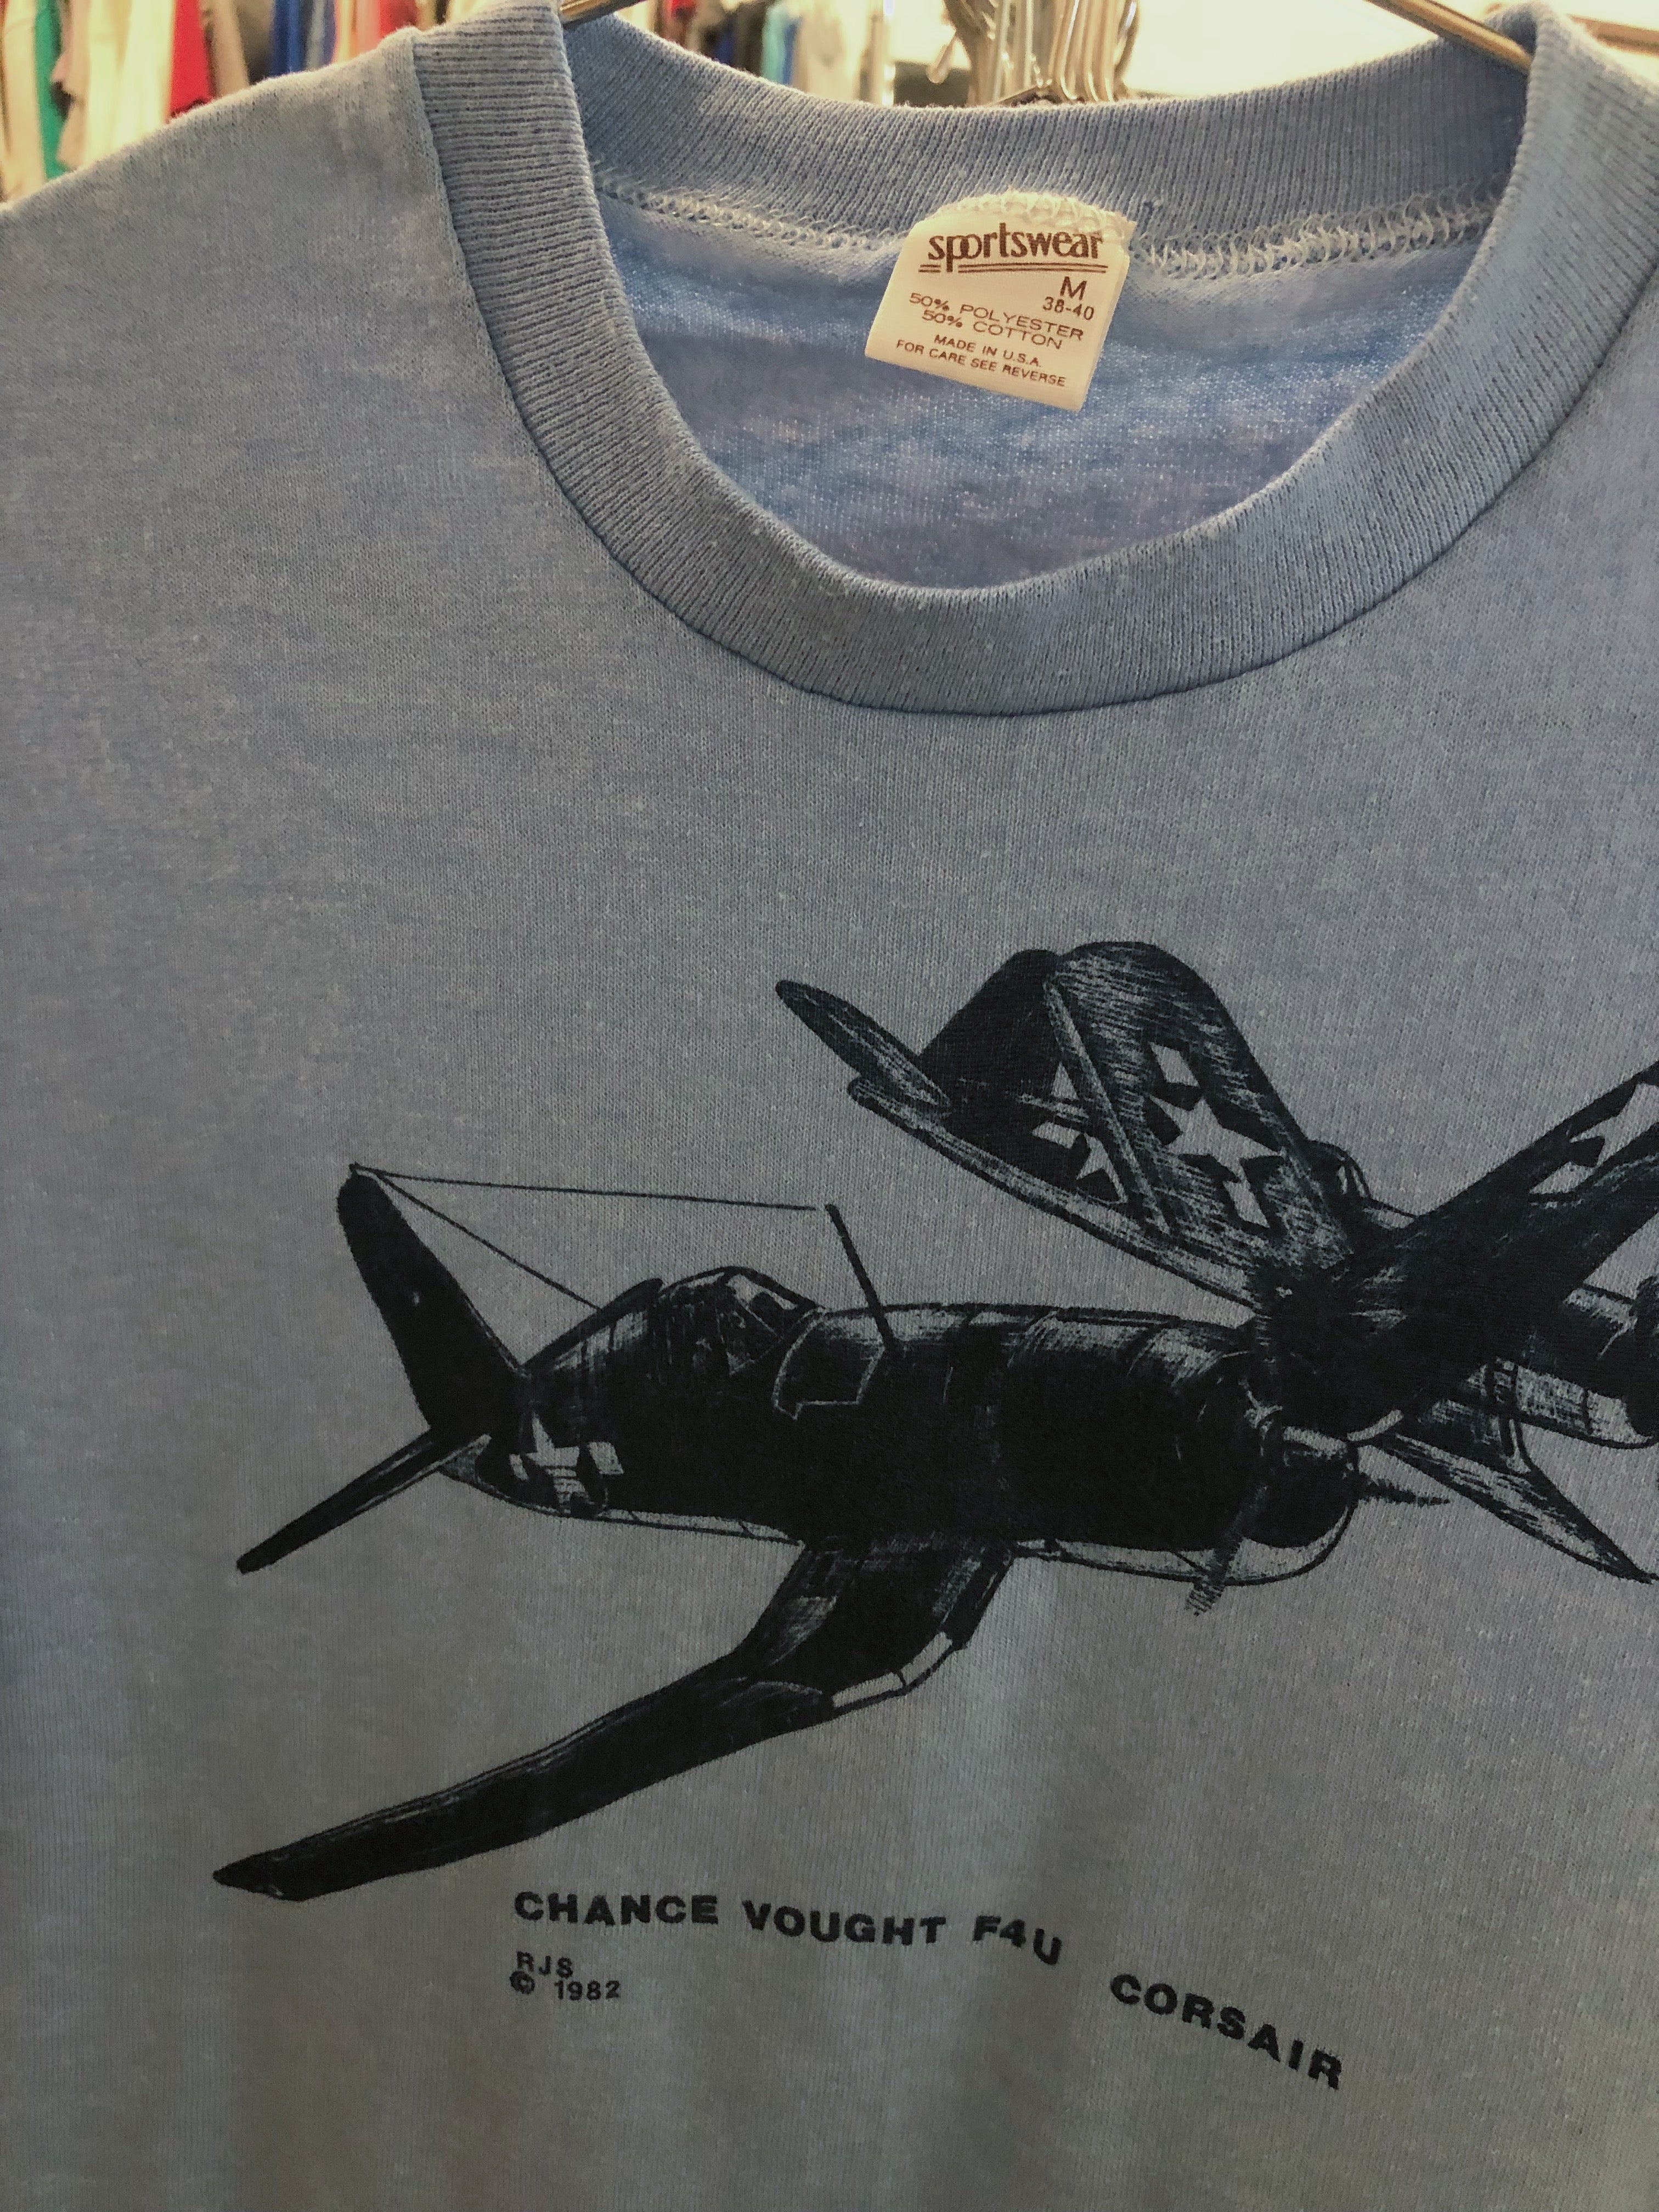 sportswear
M
38-40
50% POLYESTER
50% COTTON
MADE IN U.S.A.
FOR CARE SEE REVERSE
CHANCE VOUGHT F4U CORSAIR
RJS
© 1982